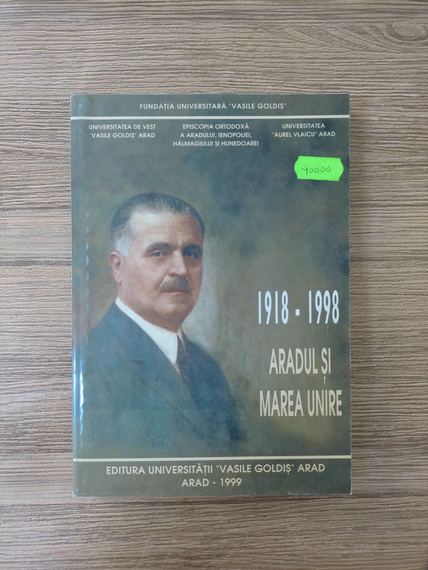 FUNDAȚIA UNIVERSITARĂ "VASILE GOLDIȘ"
UNIVERSITATEA DE VEST
"VASILE GOLDIȘ" ARAD
EPISCOPIA ORTODOXĂ
A ARADULUI, IENOPOLEI,
HĂLMAGIULUI ȘI HUNEDOAREI
UNIVERSITATEA
"AUREL VLAICU" ARAD
40000
1918 - 1998
ARADUL ȘI
MAREA UNIRE
EDITURA UNIVERSITĂȚII "VASILE GOLDIȘ" ARAD
ARAD - 1999